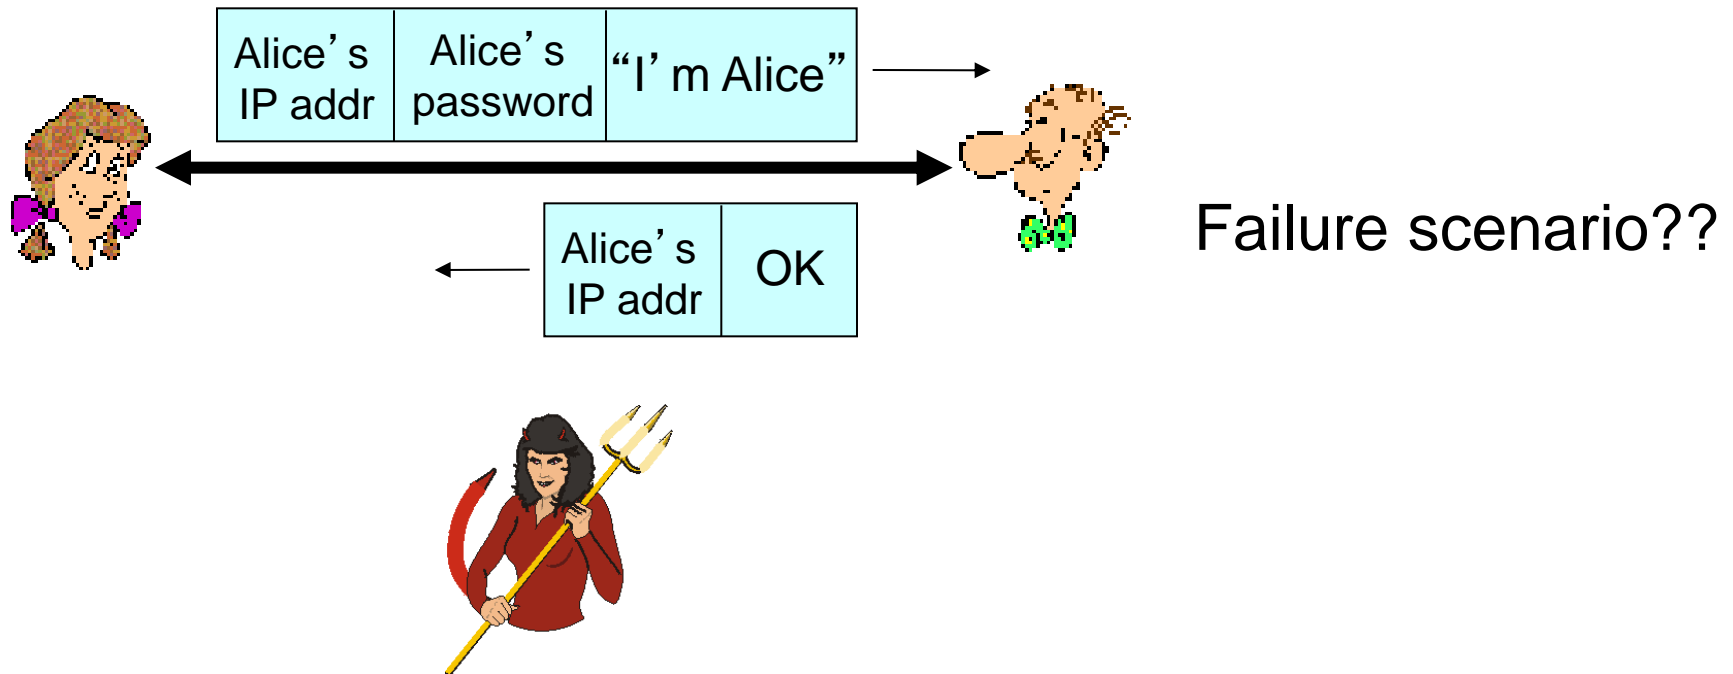 Alice’s
IP addr
Alice’s
password
“I’m Alice”
Alice’s
IP addr
OK
Failure scenario??